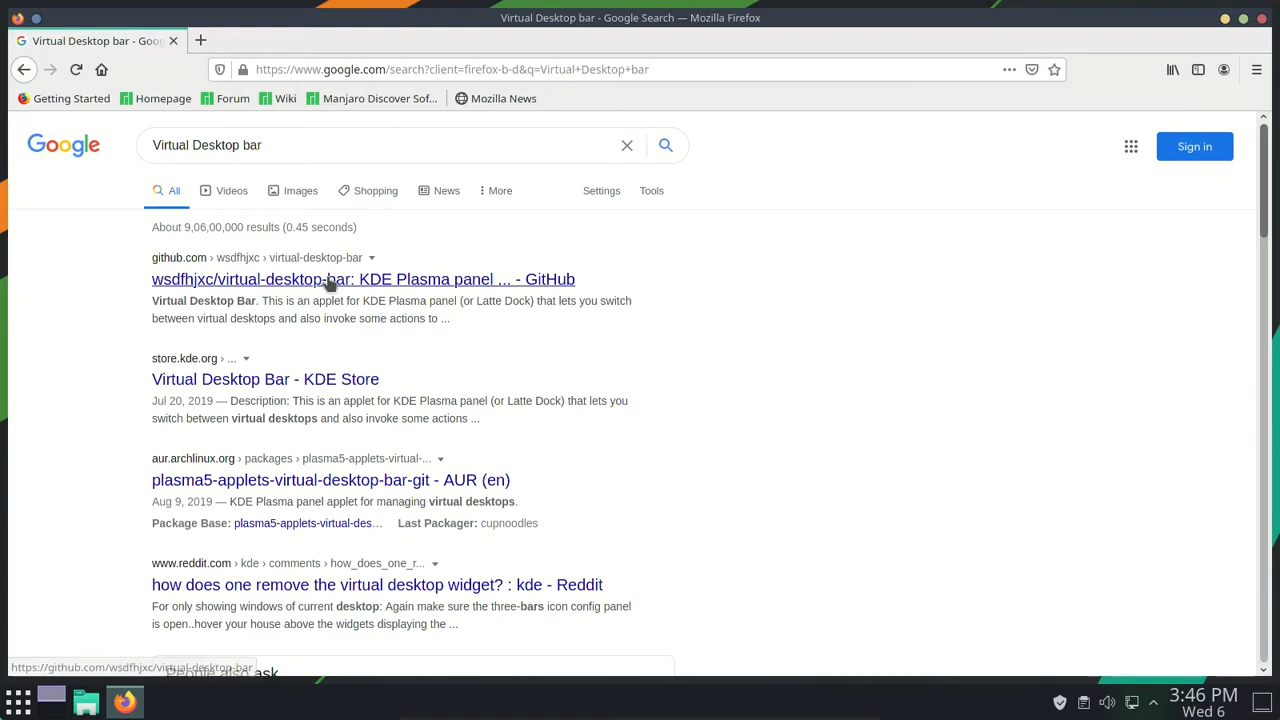 Virtual Desktop bar - Google Search — Mozilla Firefox
Virtual Desktop bar - Goog
https://www.google.com/search?client=firefox-b-d&q=Virtual+Desktop+bar
Getting Started Homepage Forum Wiki Manjaro Discover Sof... Mozilla News
Google Virtual Desktop bar Sign in
All Videos Images Shopping News More Settings Tools
About 9,06,00,000 results (0.45 seconds)
github.com › wsdfhjxc › virtual-desktop-bar
wsdfhjxc/virtual-desktop-bar: KDE Plasma panel ... - GitHub
Virtual Desktop Bar. This is an applet for KDE Plasma panel (or Latte Dock) that lets you switch
between virtual desktops and also invoke some actions to ...
store.kde.org › ...
Virtual Desktop Bar - KDE Store
Jul 20, 2019 — Description: This is an applet for KDE Plasma panel (or Latte Dock) that lets you
switch between virtual desktops and also invoke some actions ...
aur.archlinux.org › packages › plasma5-applets-virtual-...
plasma5-applets-virtual-desktop-bar-git - AUR (en)
Aug 9, 2019 — KDE Plasma panel applet for managing virtual desktops.
Package Base: plasma5-applets-virtual-des... Last Packager: cupnoodles
www.reddit.com › kde › comments › how_does_one_r...
how does one remove the virtual desktop widget? : kde - Reddit
For only showing windows of current desktop: Again make sure the three-bars icon config panel
is open..hover your house above the widgets displaying the ...
https://github.com/wsdfhjxc/virtual-desktop-bar
People also ask
3:46 PM
Wed 6